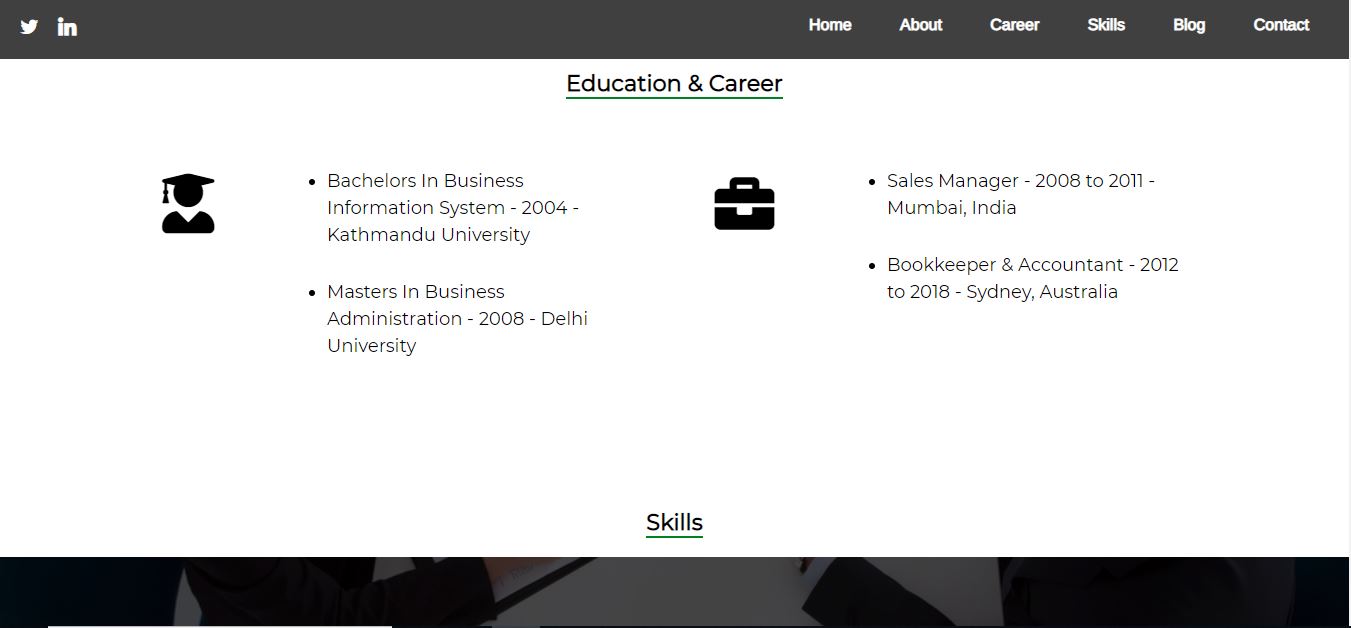 Home About Career Skills Blog Contact
Education & Career
Bachelors In Business
Information System - 2004 -
Kathmandu University
Masters In Business
Administration - 2008 - Delhi
University
Sales Manager - 2008 to 2011 -
Mumbai, India
Bookkeeper & Accountant - 2012
to 2018 - Sydney, Australia
Skills